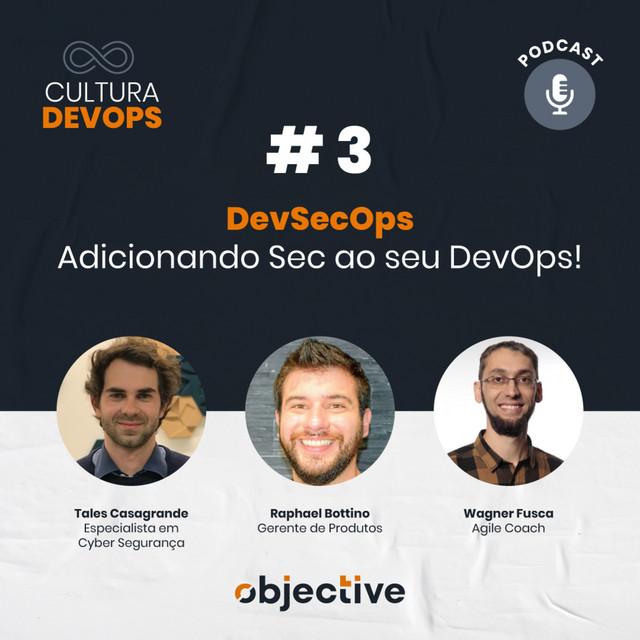 CULTURA
DEVOPS
PODCAST
# 3
DevSecOps
Adicionando Sec ao seu DevOps!
Tales Casagrande
Especialista em
Cyber Segurança
Raphael Bottino
Gerente de Produtos
Wagner Fusca
Agile Coach
objective